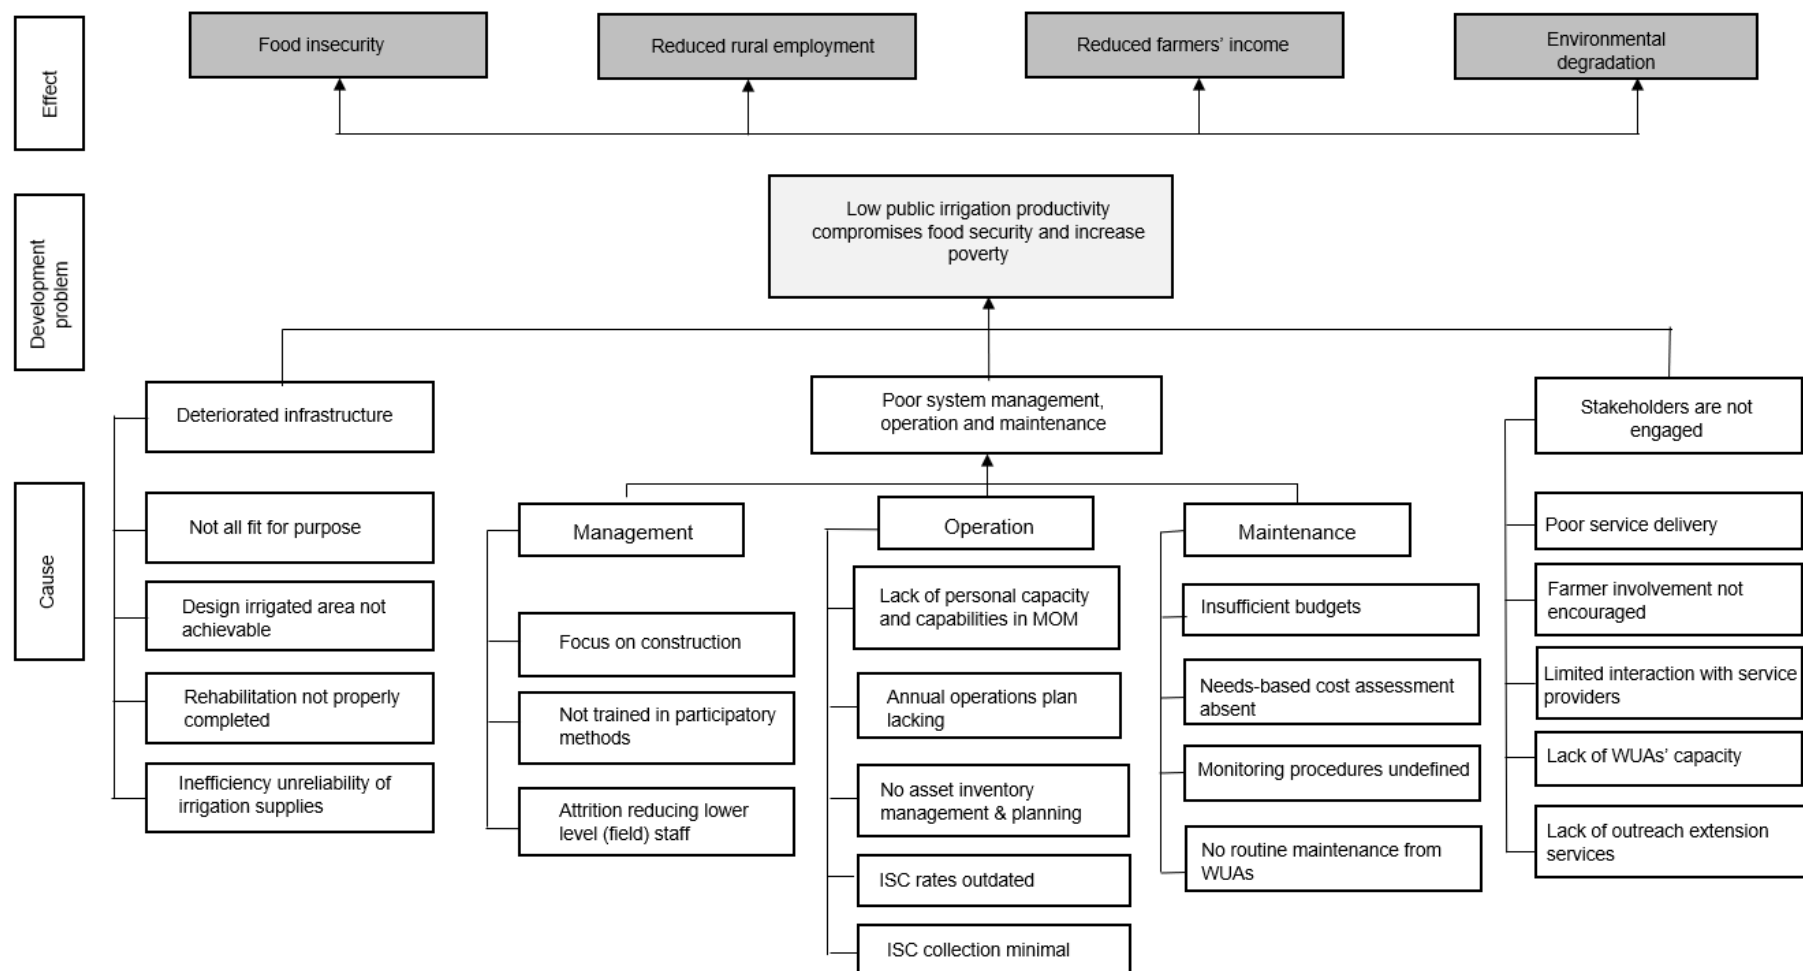 Effect
Food insecurity
Reduced rural employment
Reduced farmers' income
Environmental
degradation
Development
problem
Low public irrigation productivity
compromises food security and increase
poverty
Cause
Deteriorated infrastructure
Not all fit for purpose
Design irrigated area not
achievable
Rehabilitation not properly
completed
Inefficiency unreliability of
irrigation supplies
Poor system management,
operation and maintenance
Management
Focus on construction
Not trained in participatory
methods
Attrition reducing lower
level (field) staff
Operation
Lack of personal capacity
and capabilities in MOM
Annual operations plan
lacking
No asset inventory
management & planning
ISC rates outdated
ISC collection minimal
Maintenance
Insufficient budgets
Needs-based cost assessment
absent
Monitoring procedures undefined
No routine maintenance from
WUAs
Stakeholders are not
engaged
Poor service delivery
Farmer involvement not
encouraged
Limited interaction with service
providers
Lack of WUAs' capacity
Lack of outreach extension
services